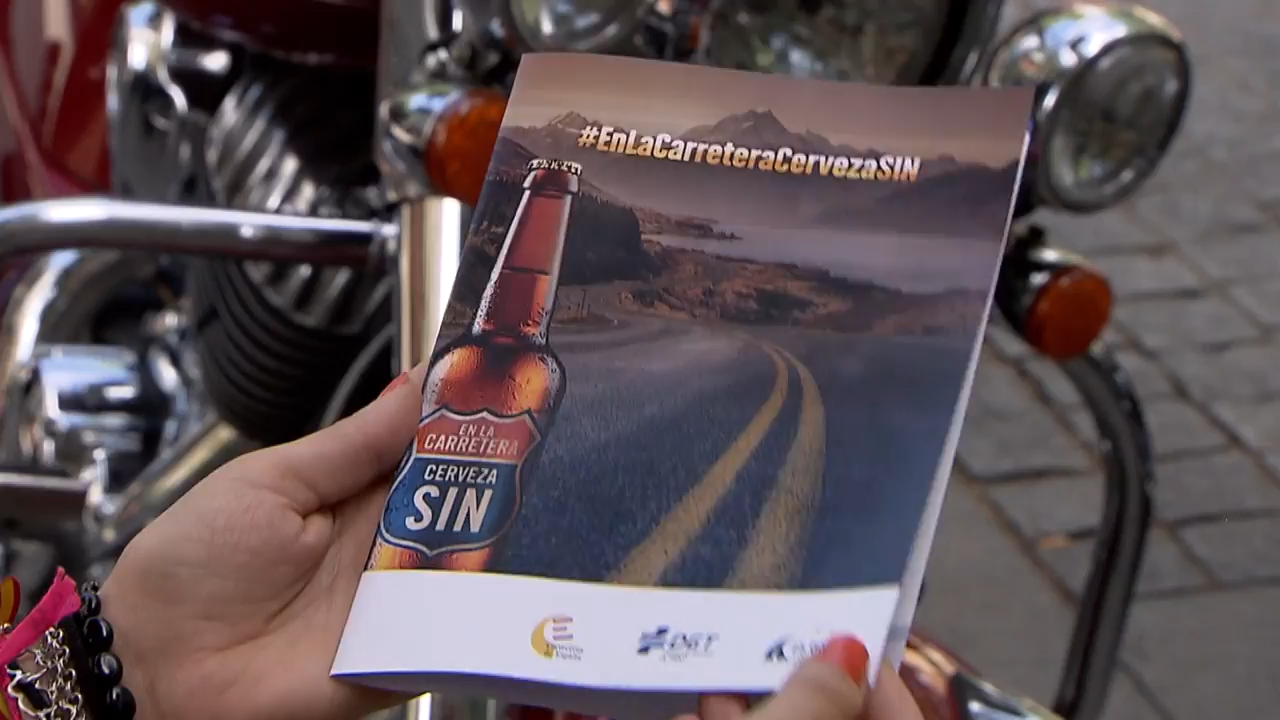 #EnLaCarreteraCervezaSIN
EN LA
CARRETERA
CERVEZA
SIN
DGT